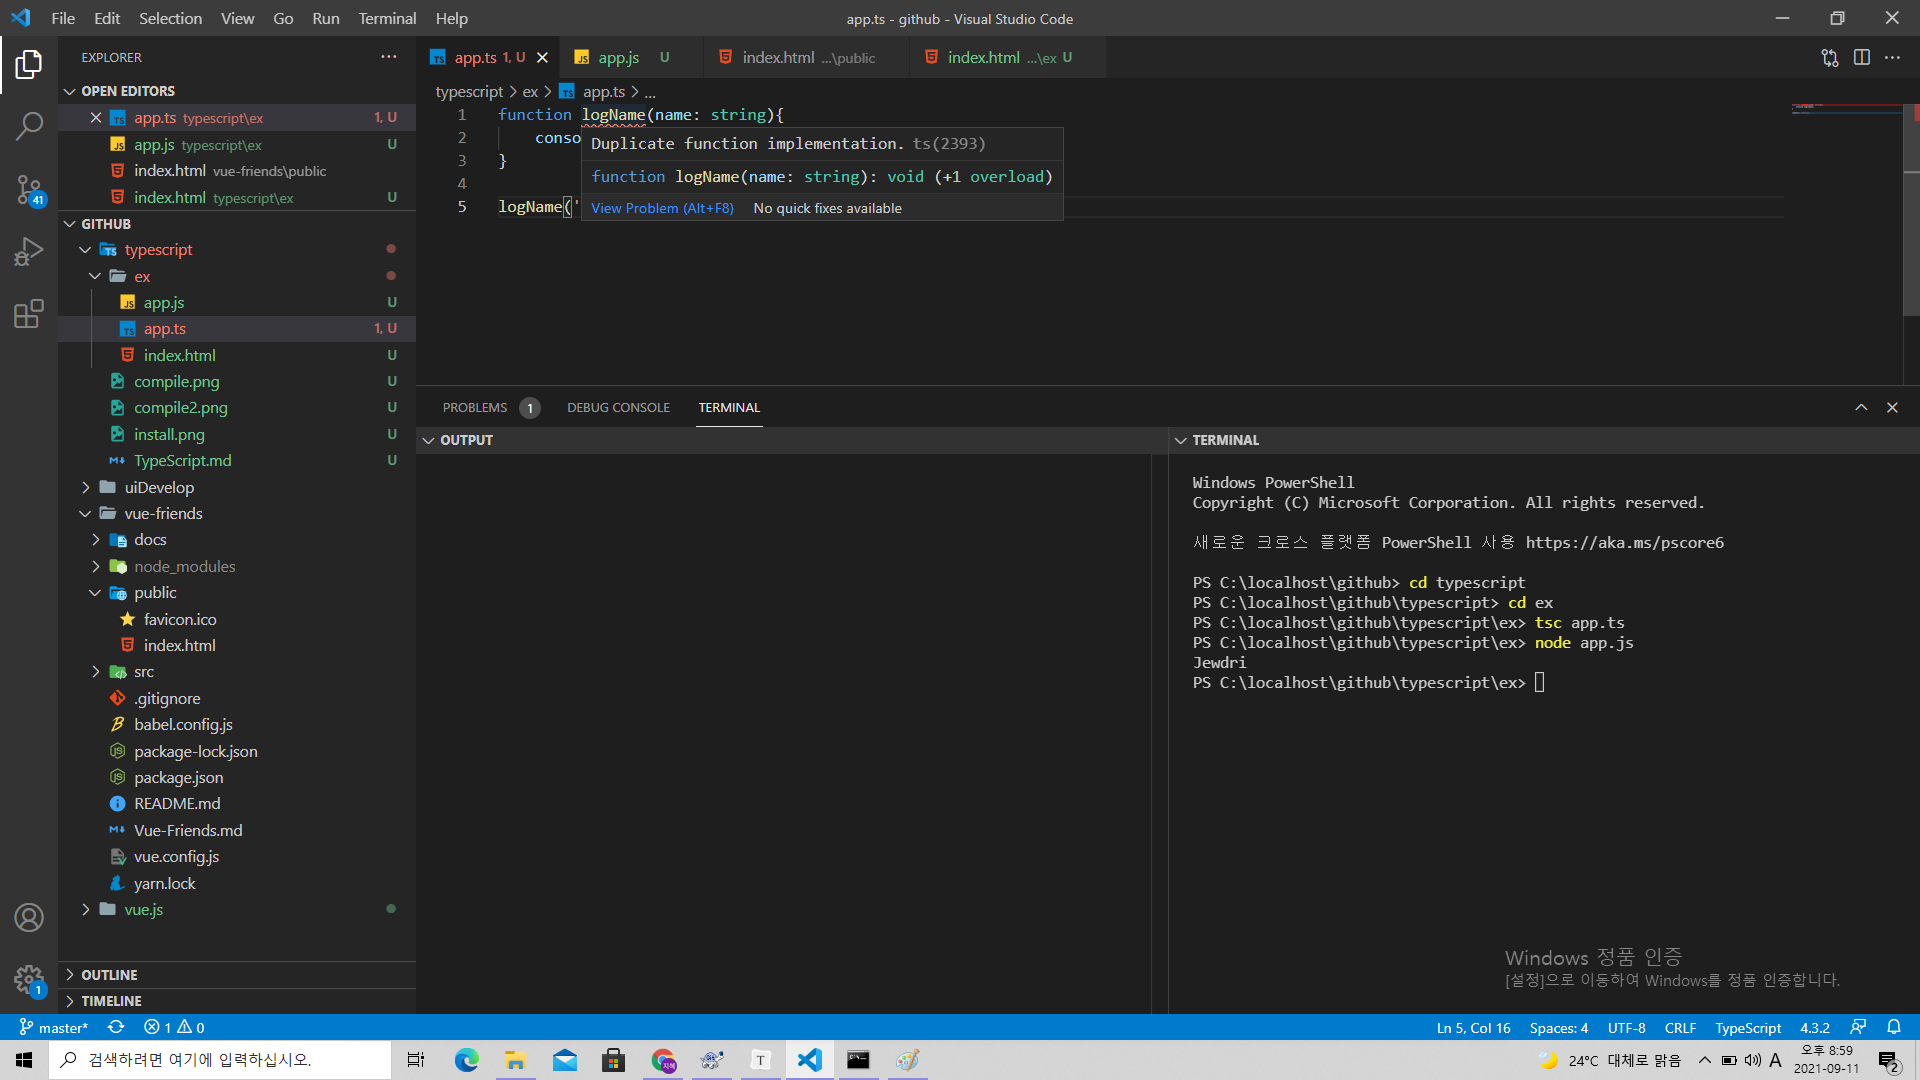 File Edit Selection View Go Run Terminal Help
app.ts - github - Visual Studio Code
EXPLORER
OPEN EDITORS
app.ts typescript\ex 1, U
app.js typescript\ex U
index.html vue-friends\public
index.html typescript\ex U
GITHUB
typescript
ex
app.js U
app.ts 1, U
index.html U
compile.png U
compile2.png U
install.png U
TypeScript.md U
uiDevelop
vue-friends
docs
node_modules
public
favicon.ico
index.html
src
.gitignore
babel.config.js
package-lock.json
package.json
README.md
Vue-Friends.md
vue.config.js
yarn.lock
vue.js
OUTLINE
TIMELINE
41
1
app.ts 1, U
app.js U
index.html ...\public
index.html ...\ex U
typescript > ex > app.ts > ...
1 function logName(name: string){
2 conso
3 }
4
5 logName('
Duplicate function implementation. ts(2393)
function logName(name: string): void (+1 overload)
View Problem (Alt+F8) No quick fixes available
PROBLEMS 1 DEBUG CONSOLE TERMINAL
OUTPUT
TERMINAL
Windows PowerShell
Copyright (C) Microsoft Corporation. All rights reserved.
새로운 크로스 플랫폼 PowerShell 사용 https://aka.ms/pscore6
PS C:\localhost\github> cd typescript
PS C:\localhost\github\typescript> cd ex
PS C:\localhost\github\typescript\ex> tsc app.ts
PS C:\localhost\github\typescript\ex> node app.js
Jewdri
PS C:\localhost\github\typescript\ex>
Windows 정품 인증
[설정]으로 이동하여 Windows를 정품 인증합니다.
master* 1 0
Ln 5, Col 16 Spaces: 4 UTF-8 CRLF TypeScript 4.3.2
검색하려면 여기에 입력하십시오.
지혜
T
24°C 대체로 맑음
A
오후 8:59
2021-09-11
2